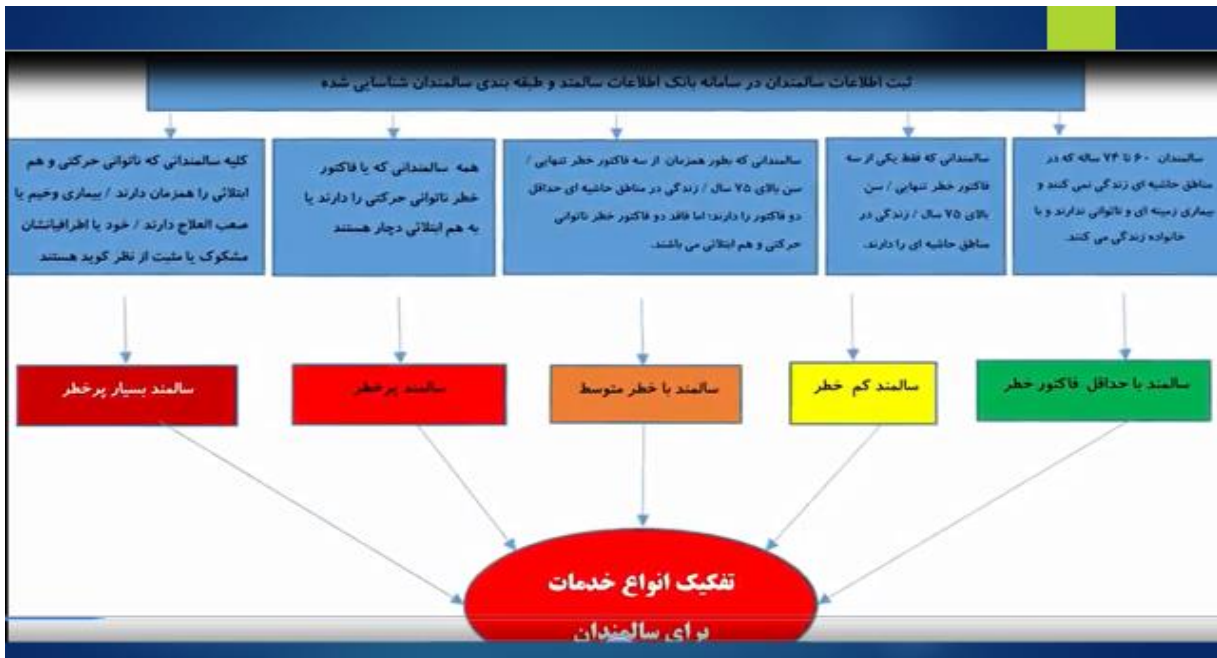 ثبت اطلاعات سالمندان در سامانه بانک اطلاعات سالمند و طبقه بندی سالمندان شناسایی شده
سالمندان ۶۰ تا ۷۴ ساله که در
مناطق حاشیه ای زندگی نمی کنند و
بیماری زمینه ای و ناتوانی ندارند و با
خانواده زندگی می کنند.
سالمندانی که فقط یکی از سه
فاکتور خطر تنهایی / سن
بالای ۷۵ سال / زندگی در
مناطق حاشیه ای را دارند.
سالمندانی که بطور همزمان از سه فاکتور خطر تنهایی /
سن بالای ۷۵ سال / زندگی در مناطق حاشیه ای حداقل
دو فاکتور را دارند؛ اما فاقد دو فاکتور خطر ناتوانی
حرکتی و هم ابتلائی می باشند.
همه سالمندانی که یا فاکتور
خطر ناتوانی حرکتی را دارند یا
به هم ابتلائی دچار هستند
کلیه سالمندانی که ناتوانی حرکتی و هم
ابتلائی را همزمان دارند / بیماری وخیم یا
صعب العلاج دارند / خود یا اطرافیانشان
مشکوک یا مثبت از نظر کوید هستند
سالمند با حداقل فاکتور خطر
سالمند کم خطر
سالمند با خطر متوسط
سالمند پرخطر
سالمند بسیار پرخطر
تفکیک انواع خدمات
برای سالمندان